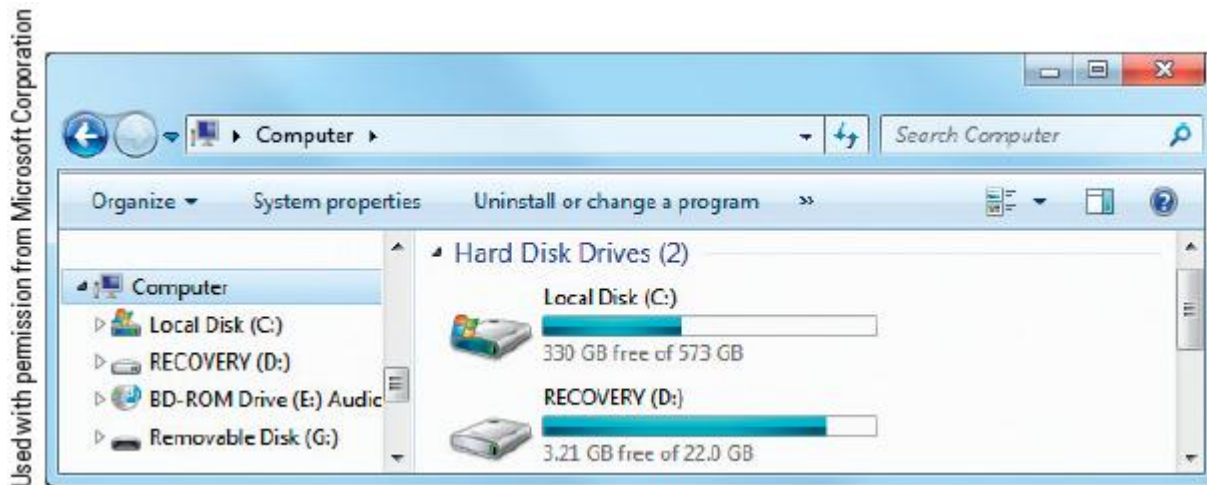 Used with permission from Microsoft Corporation
Computer
Search Computer
Organize System properties Uninstall or change a program »
Computer
Local Disk (C:)
RECOVERY (D:)
BD-ROM Drive (E:) Audic
Removable Disk (G:)
Hard Disk Drives (2)
Local Disk (C:)
330 GB free of 573 GB
RECOVERY (D:)
3.21 GB free of 22.0 GB